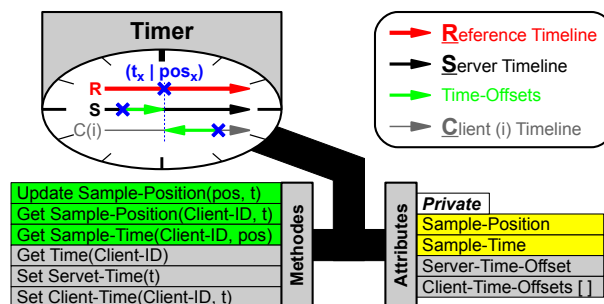 Timer
(tx | posx)
R
S
C(i)
Reference Timeline
Server Timeline
Time-Offsets
Client (i) Timeline
Update Sample-Position(pos, t)
Get Sample-Position(Client-ID, t)
Get Sample-Time(Client-ID, pos)
Get Time(Client-ID)
Set Servet-Time(t)
Set Client-Time(Client-ID, t)
Methodes
Attributes
Private
Sample-Position
Sample-Time
Server-Time-Offset
Client-Time-Offsets [ ]